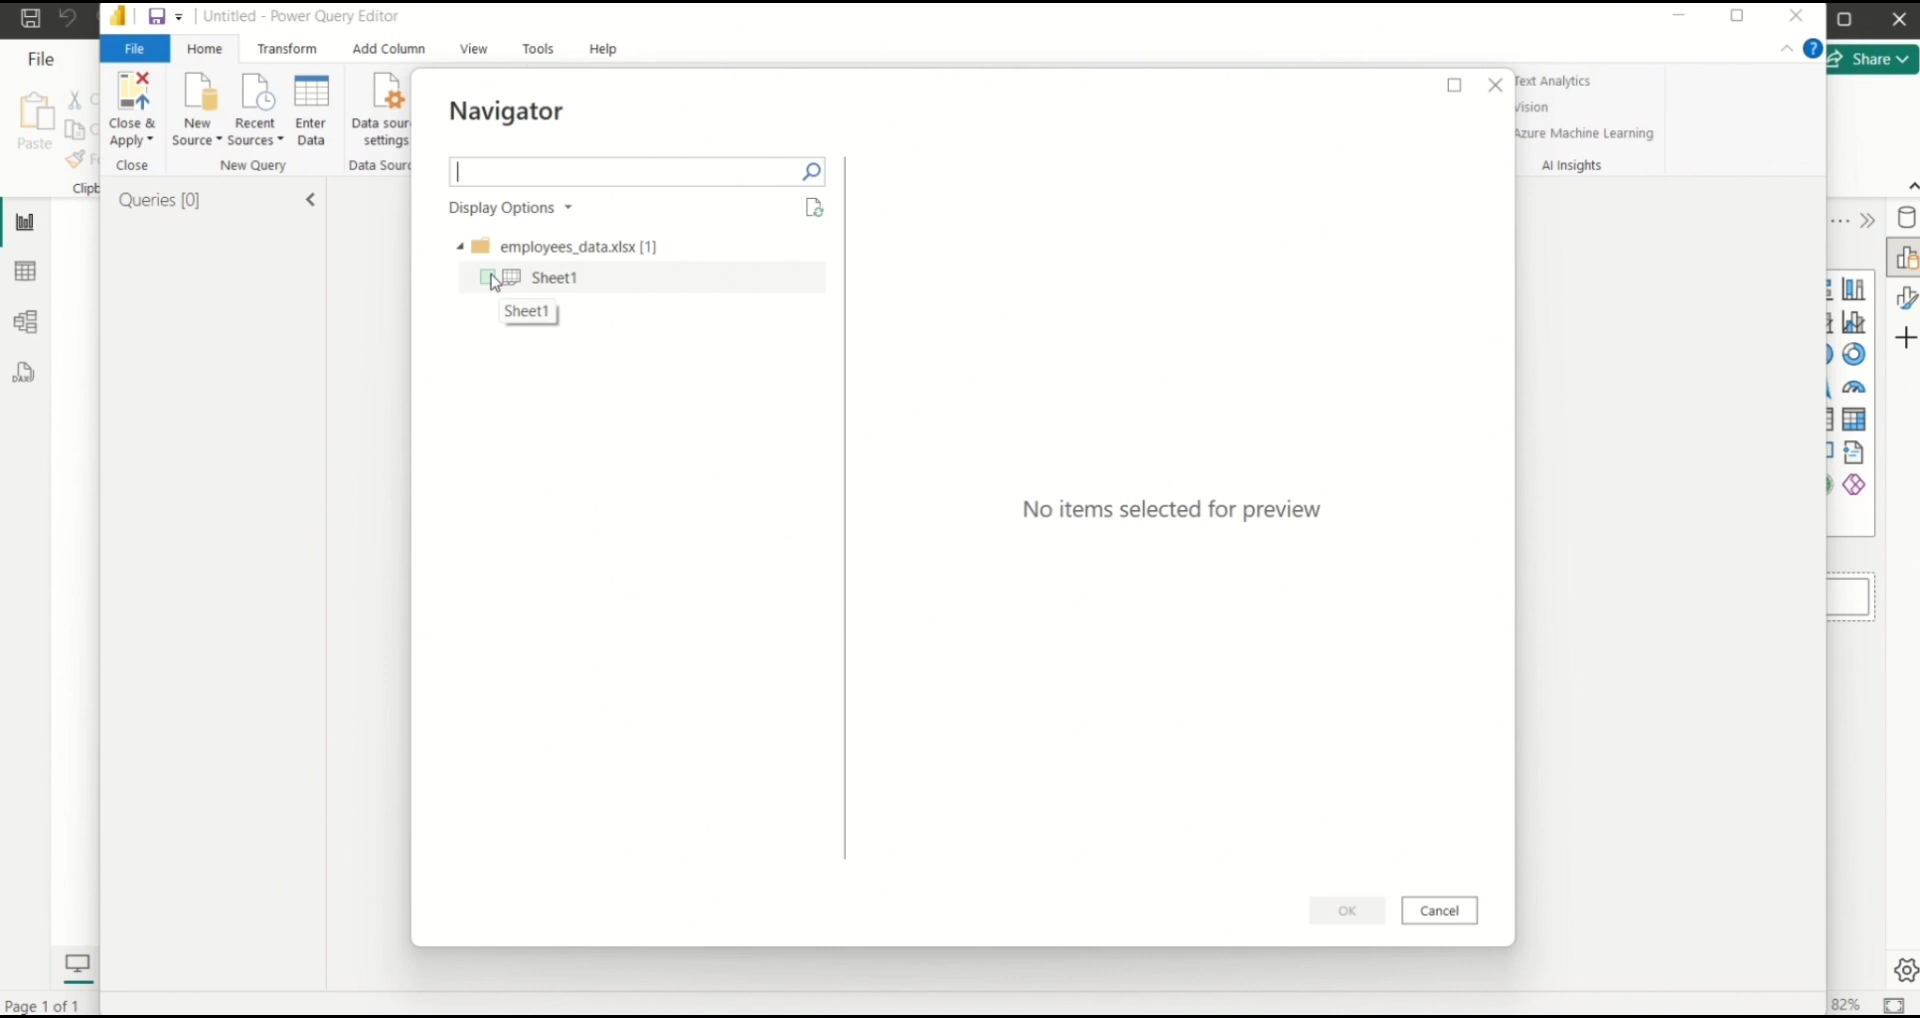 Untitled - Power Query Editor
File
File
Home
Transform
Add Column
View
Tools
Help
Share
Paste
Close &
Apply
Close
New
Source
Recent
Sources
Enter
Data
New Query
Data sour
settings
Data Sourc
Clipb
Text Analytics
Vision
Azure Machine Learning
AI Insights
Queries [0]
Navigator
Display Options
employees_data.xlsx [1]
Sheet1
Sheet1
No items selected for preview
OK
Cancel
DAX
Page 1 of 1
82%